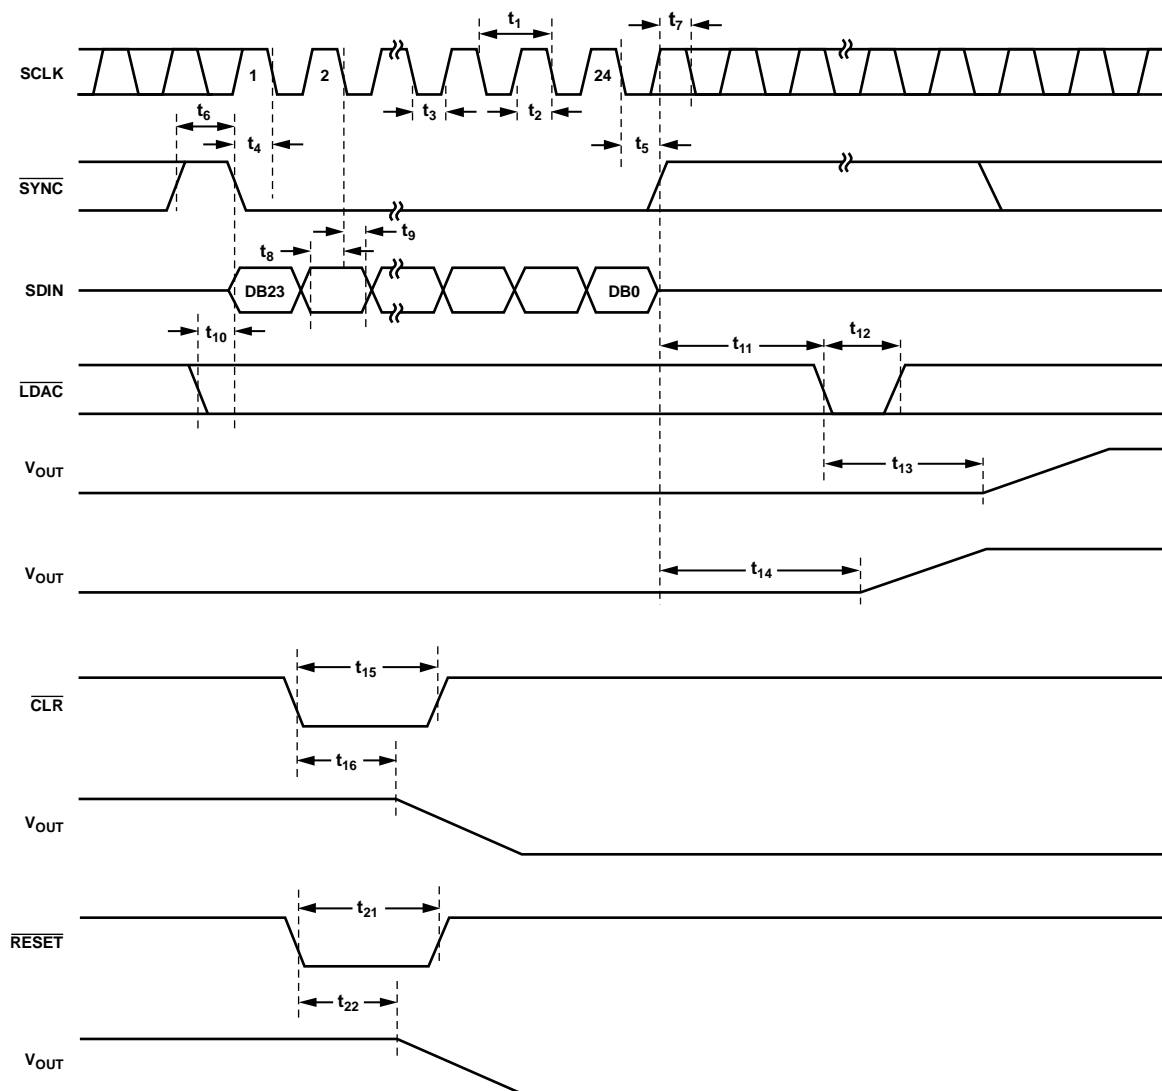 t7
t1
SCLK
1
2
24
t3
t2
t6
t4
t5
SYNC
t9
t8
SDIN
DB23
DB0
t10
t12
t11
LDAC
VOUT
t13
VOUT
t14
t15
CLR
t16
VOUT
t21
RESET
t22
VOUT